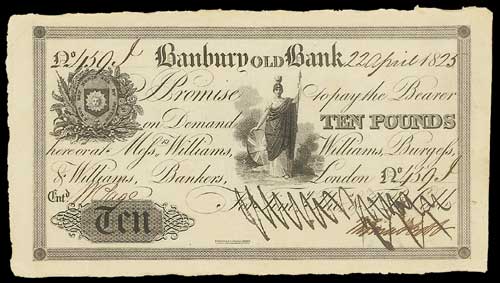 No 459 J Banbury OLD Bank 22 April 1825
I Promise to pay the Bearer
on Demand TEN POUNDS
here or at Messrs Williams, Williams, Burgess,
& Williams, Bankers, London No 459 J
Entd
Ten